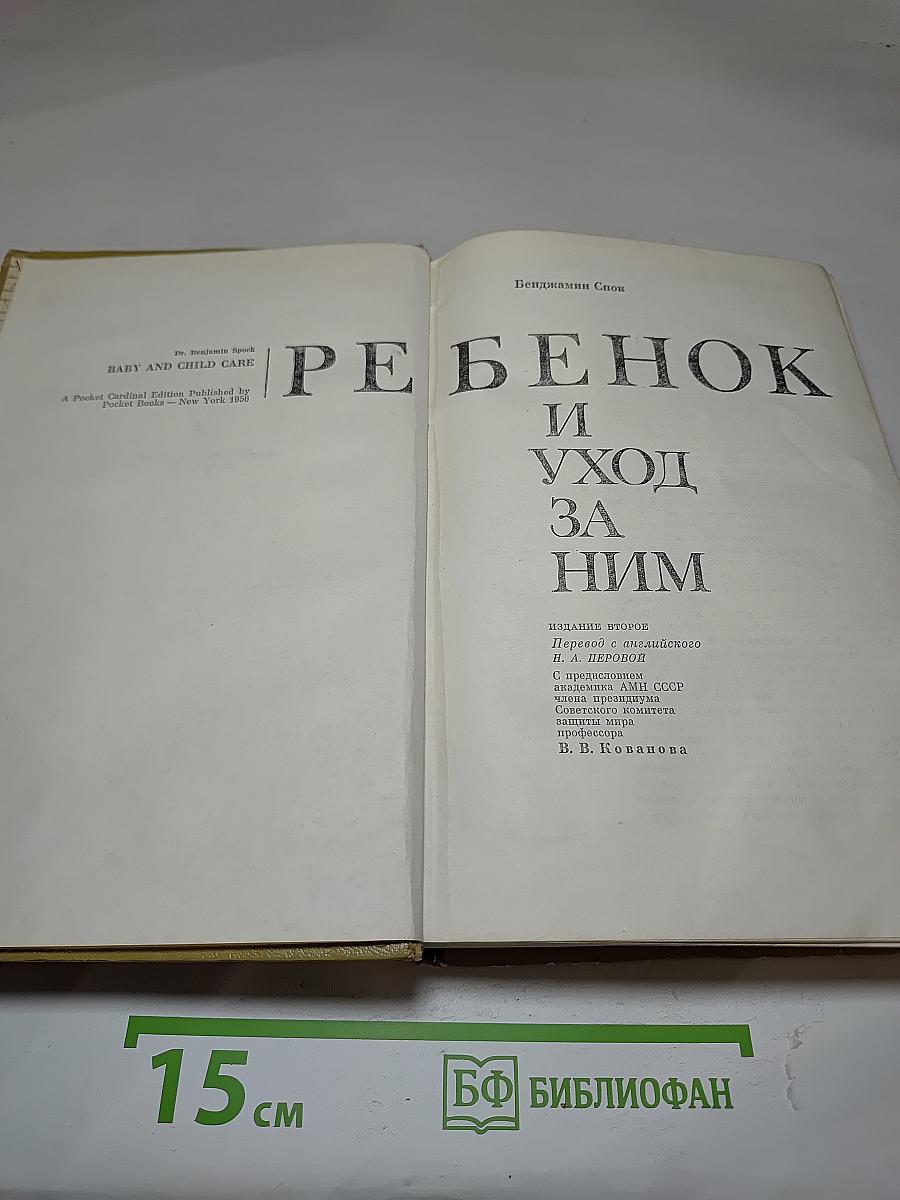 Dr. Benjamin Spock
BABY AND CHILD CARE
A Pocket Cardinal Edition Published by
Pocket Books — New York 1956
Бенджамин Спок
РЕБЕНОК
И
УХОД
ЗА
НИМ
ИЗДАНИЕ ВТОРОЕ
Перевод с английского
Н. А. ПЕРОВОЙ
С предисловием
академика АМН СССР
члена президиума
Советского комитета
защиты мира
профессора
В. В. Кованова
15 см
БФ БИБЛИОФАН